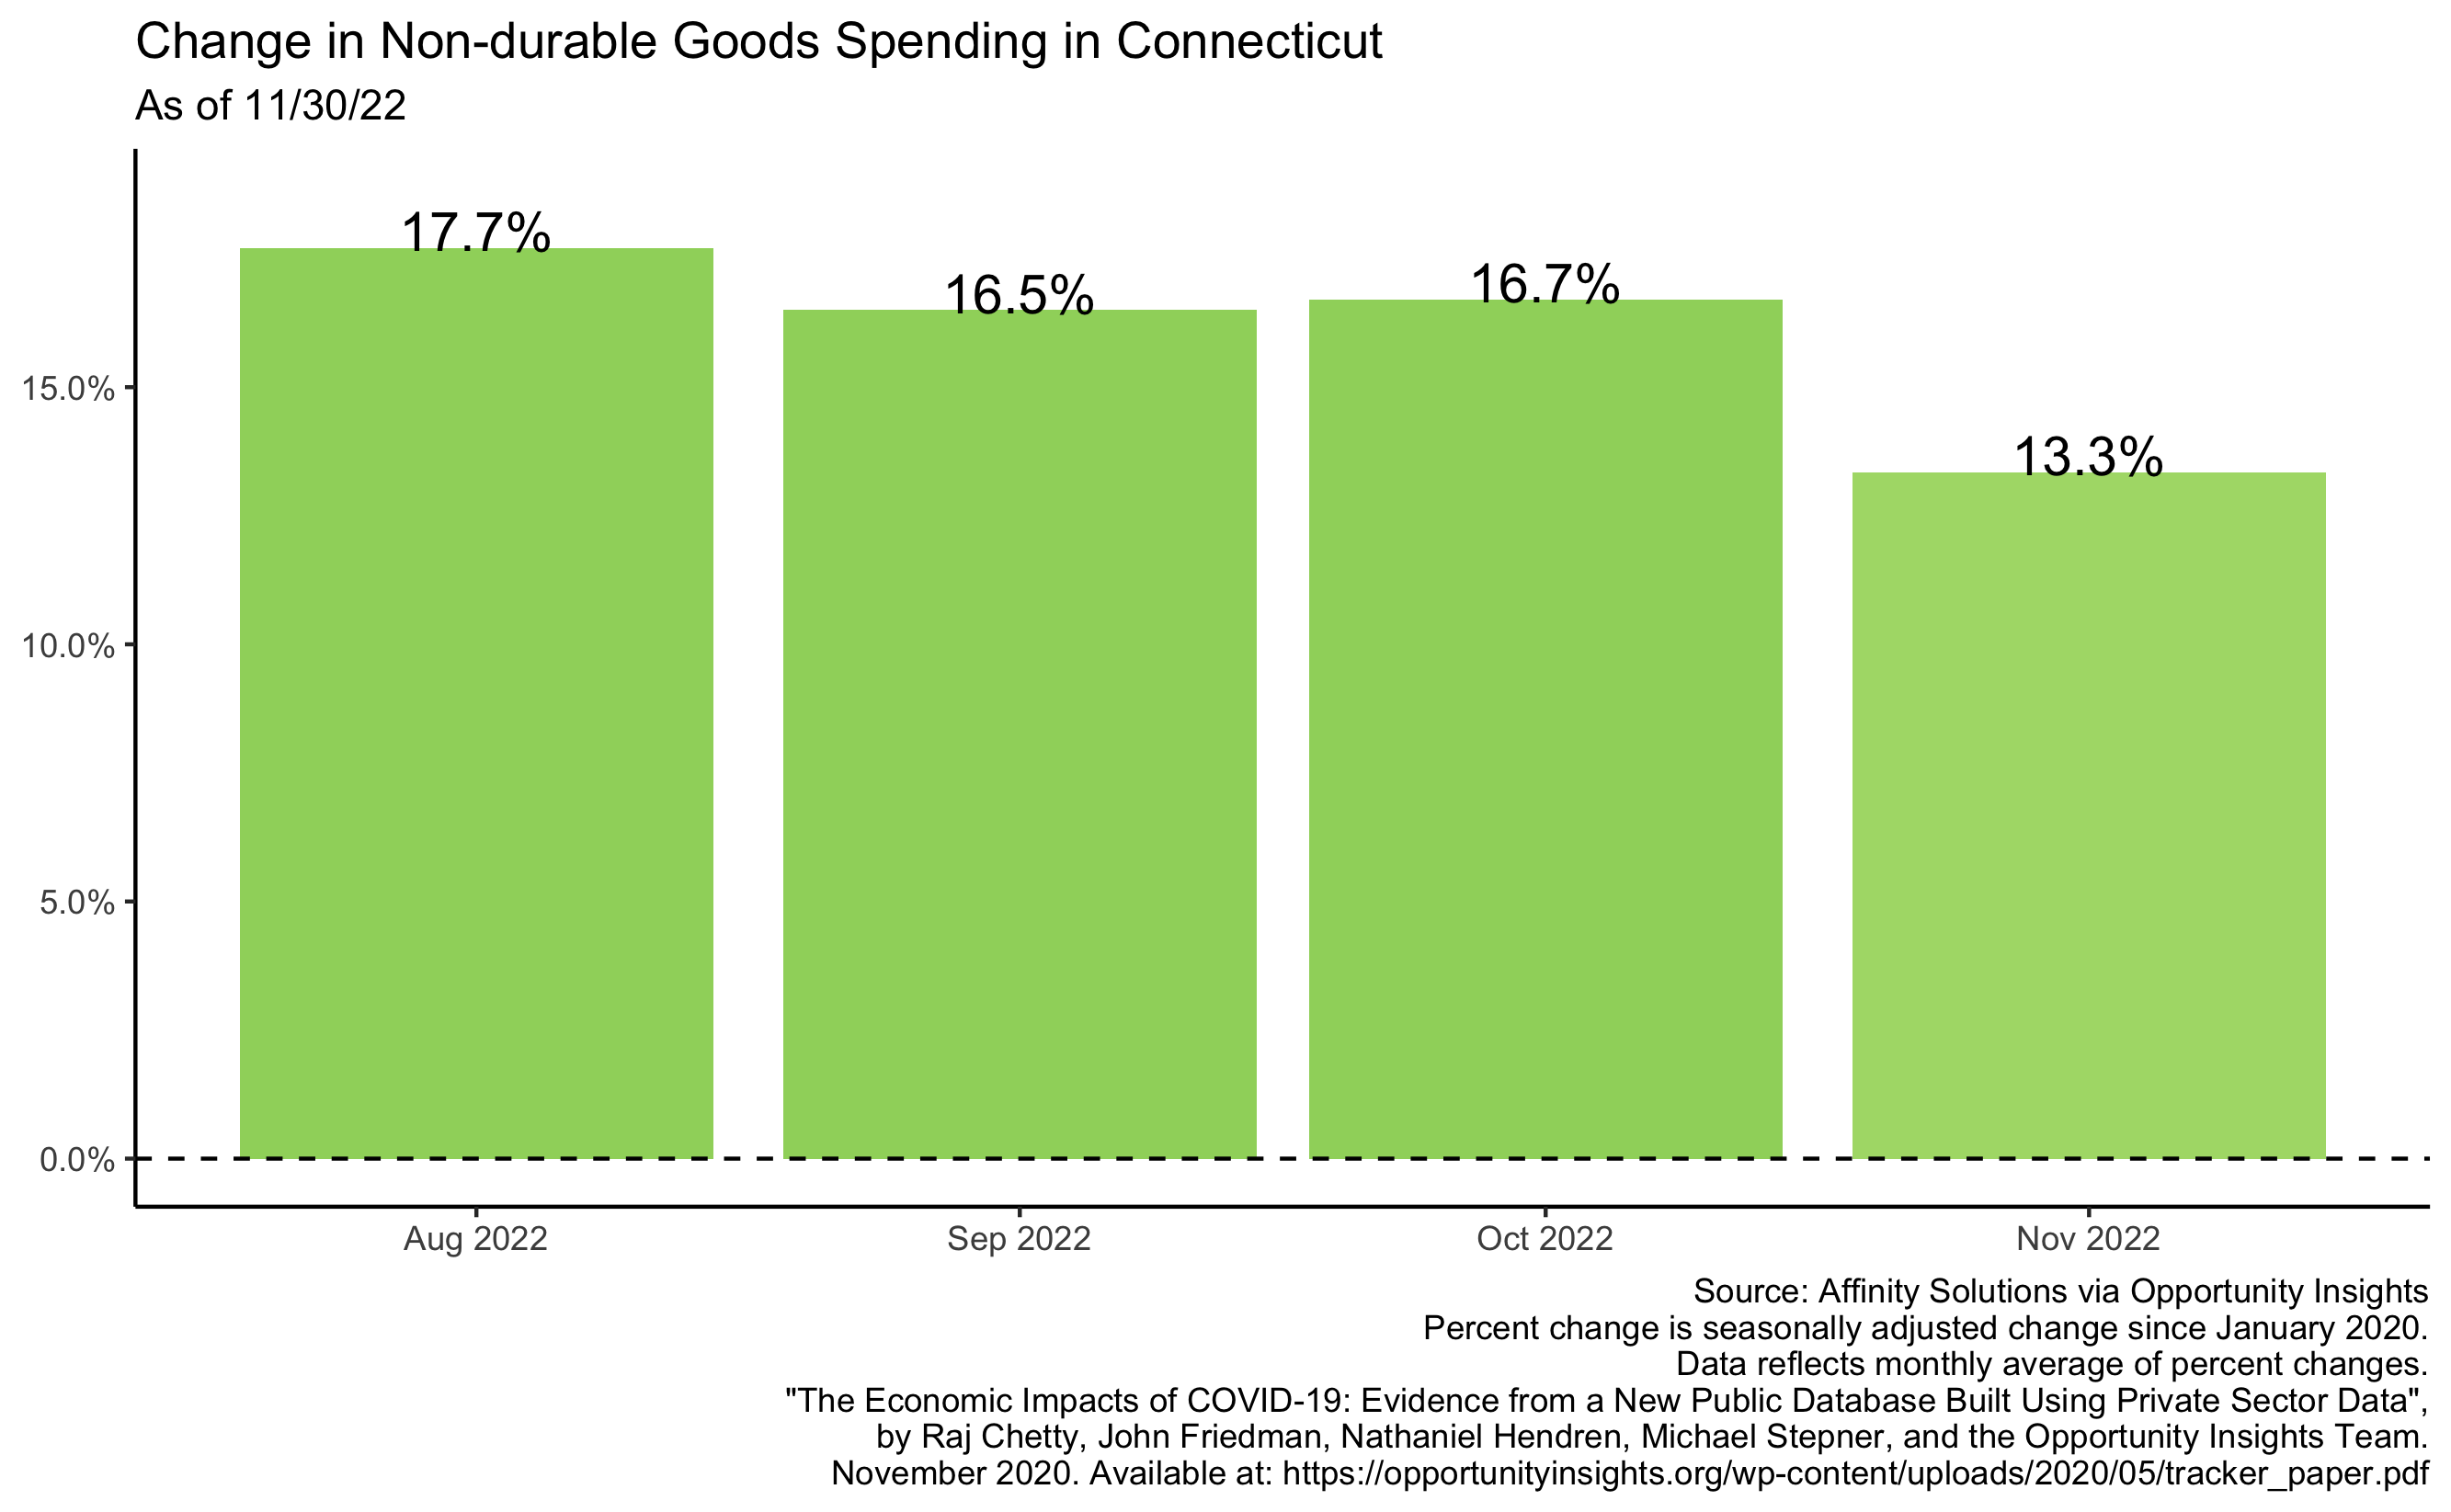 Change in Non-durable Goods Spending in Connecticut
As of 11/30/22
17.7%
16.5%
16.7%
13.3%
15.0%
10.0%
5.0%
0.0%
Aug 2022
Sep 2022
Oct 2022
Nov 2022
Source: Affinity Solutions via Opportunity Insights
Percent change is seasonally adjusted change since January 2020.
Data reflects monthly average of percent changes.
"The Economic Impacts of COVID-19: Evidence from a New Public Database Built Using Private Sector Data",
by Raj Chetty, John Friedman, Nathaniel Hendren, Michael Stepner, and the Opportunity Insights Team.
November 2020. Available at: https://opportunityinsights.org/wp-content/uploads/2020/05/tracker_paper.pdf